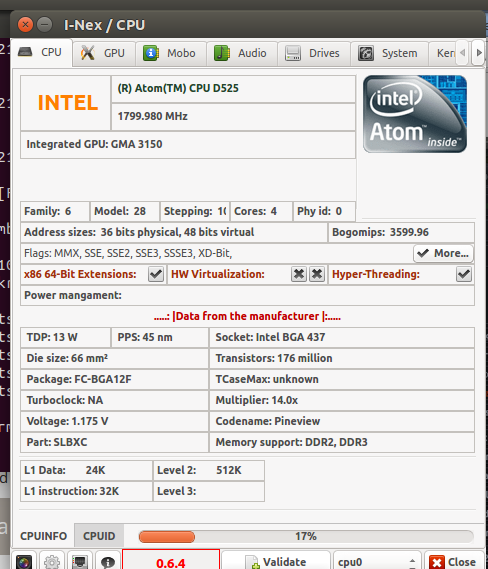 I-Nex / CPU
CPU GPU Mobo Audio Drives System Ker
INTEL
(R) Atom(TM) CPU D525
1799.980 MHz
Integrated GPU: GMA 3150
intel
Atom
inside™
Family: 6 Model: 28 Stepping: 10 Cores: 4 Phy id: 0
Address sizes: 36 bits physical, 48 bits virtual Bogomips: 3599.96
Flags: MMX, SSE, SSE2, SSE3, SSSE3, XD-Bit, More...
x86 64-Bit Extensions: HW Virtualization: Hyper-Threading:
Power mangament:
.....: |Data from the manufacturer |:.....
TDP: 13 W PPS: 45 nm Socket: Intel BGA 437
Die size: 66 mm² Transistors: 176 million
Package: FC-BGA12F TCaseMax: unknown
Turboclock: NA Multiplier: 14.0x
Voltage: 1.175 V Codename: Pineview
Part: SLBXC Memory support: DDR2, DDR3
L1 Data: 24K Level 2: 512K
L1 instruction: 32K Level 3:
CPUINFO CPUID 17%
0.6.4 Validate cpu0 Close